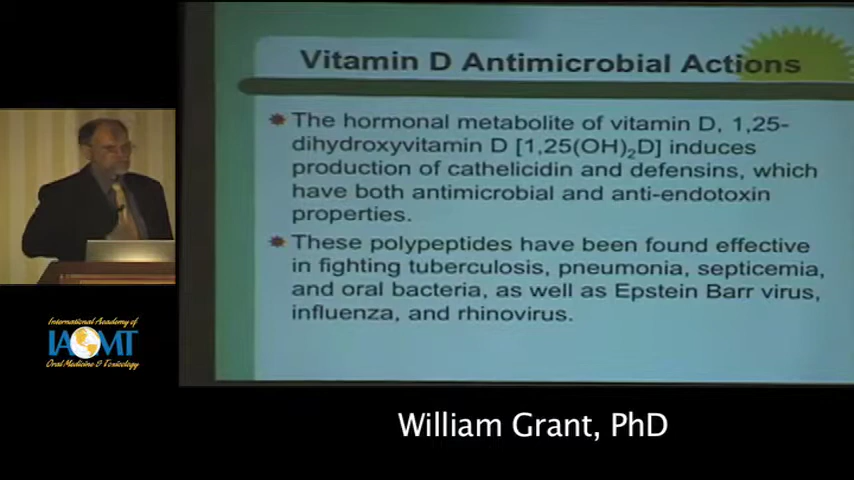 Vitamin D Antimicrobial Actions
The hormonal metabolite of vitamin D, 1,25-
dihydroxyvitamin D [1,25(OH)₂D] induces
production of cathelicidin and defensins, which
have both antimicrobial and anti-endotoxin
properties.
These polypeptides have been found effective
in fighting tuberculosis, pneumonia, septicemia,
and oral bacteria, as well as Epstein Barr virus,
influenza, and rhinovirus.
International Academy of
IAOMT
Oral Medicine & Toxicology
William Grant, PhD